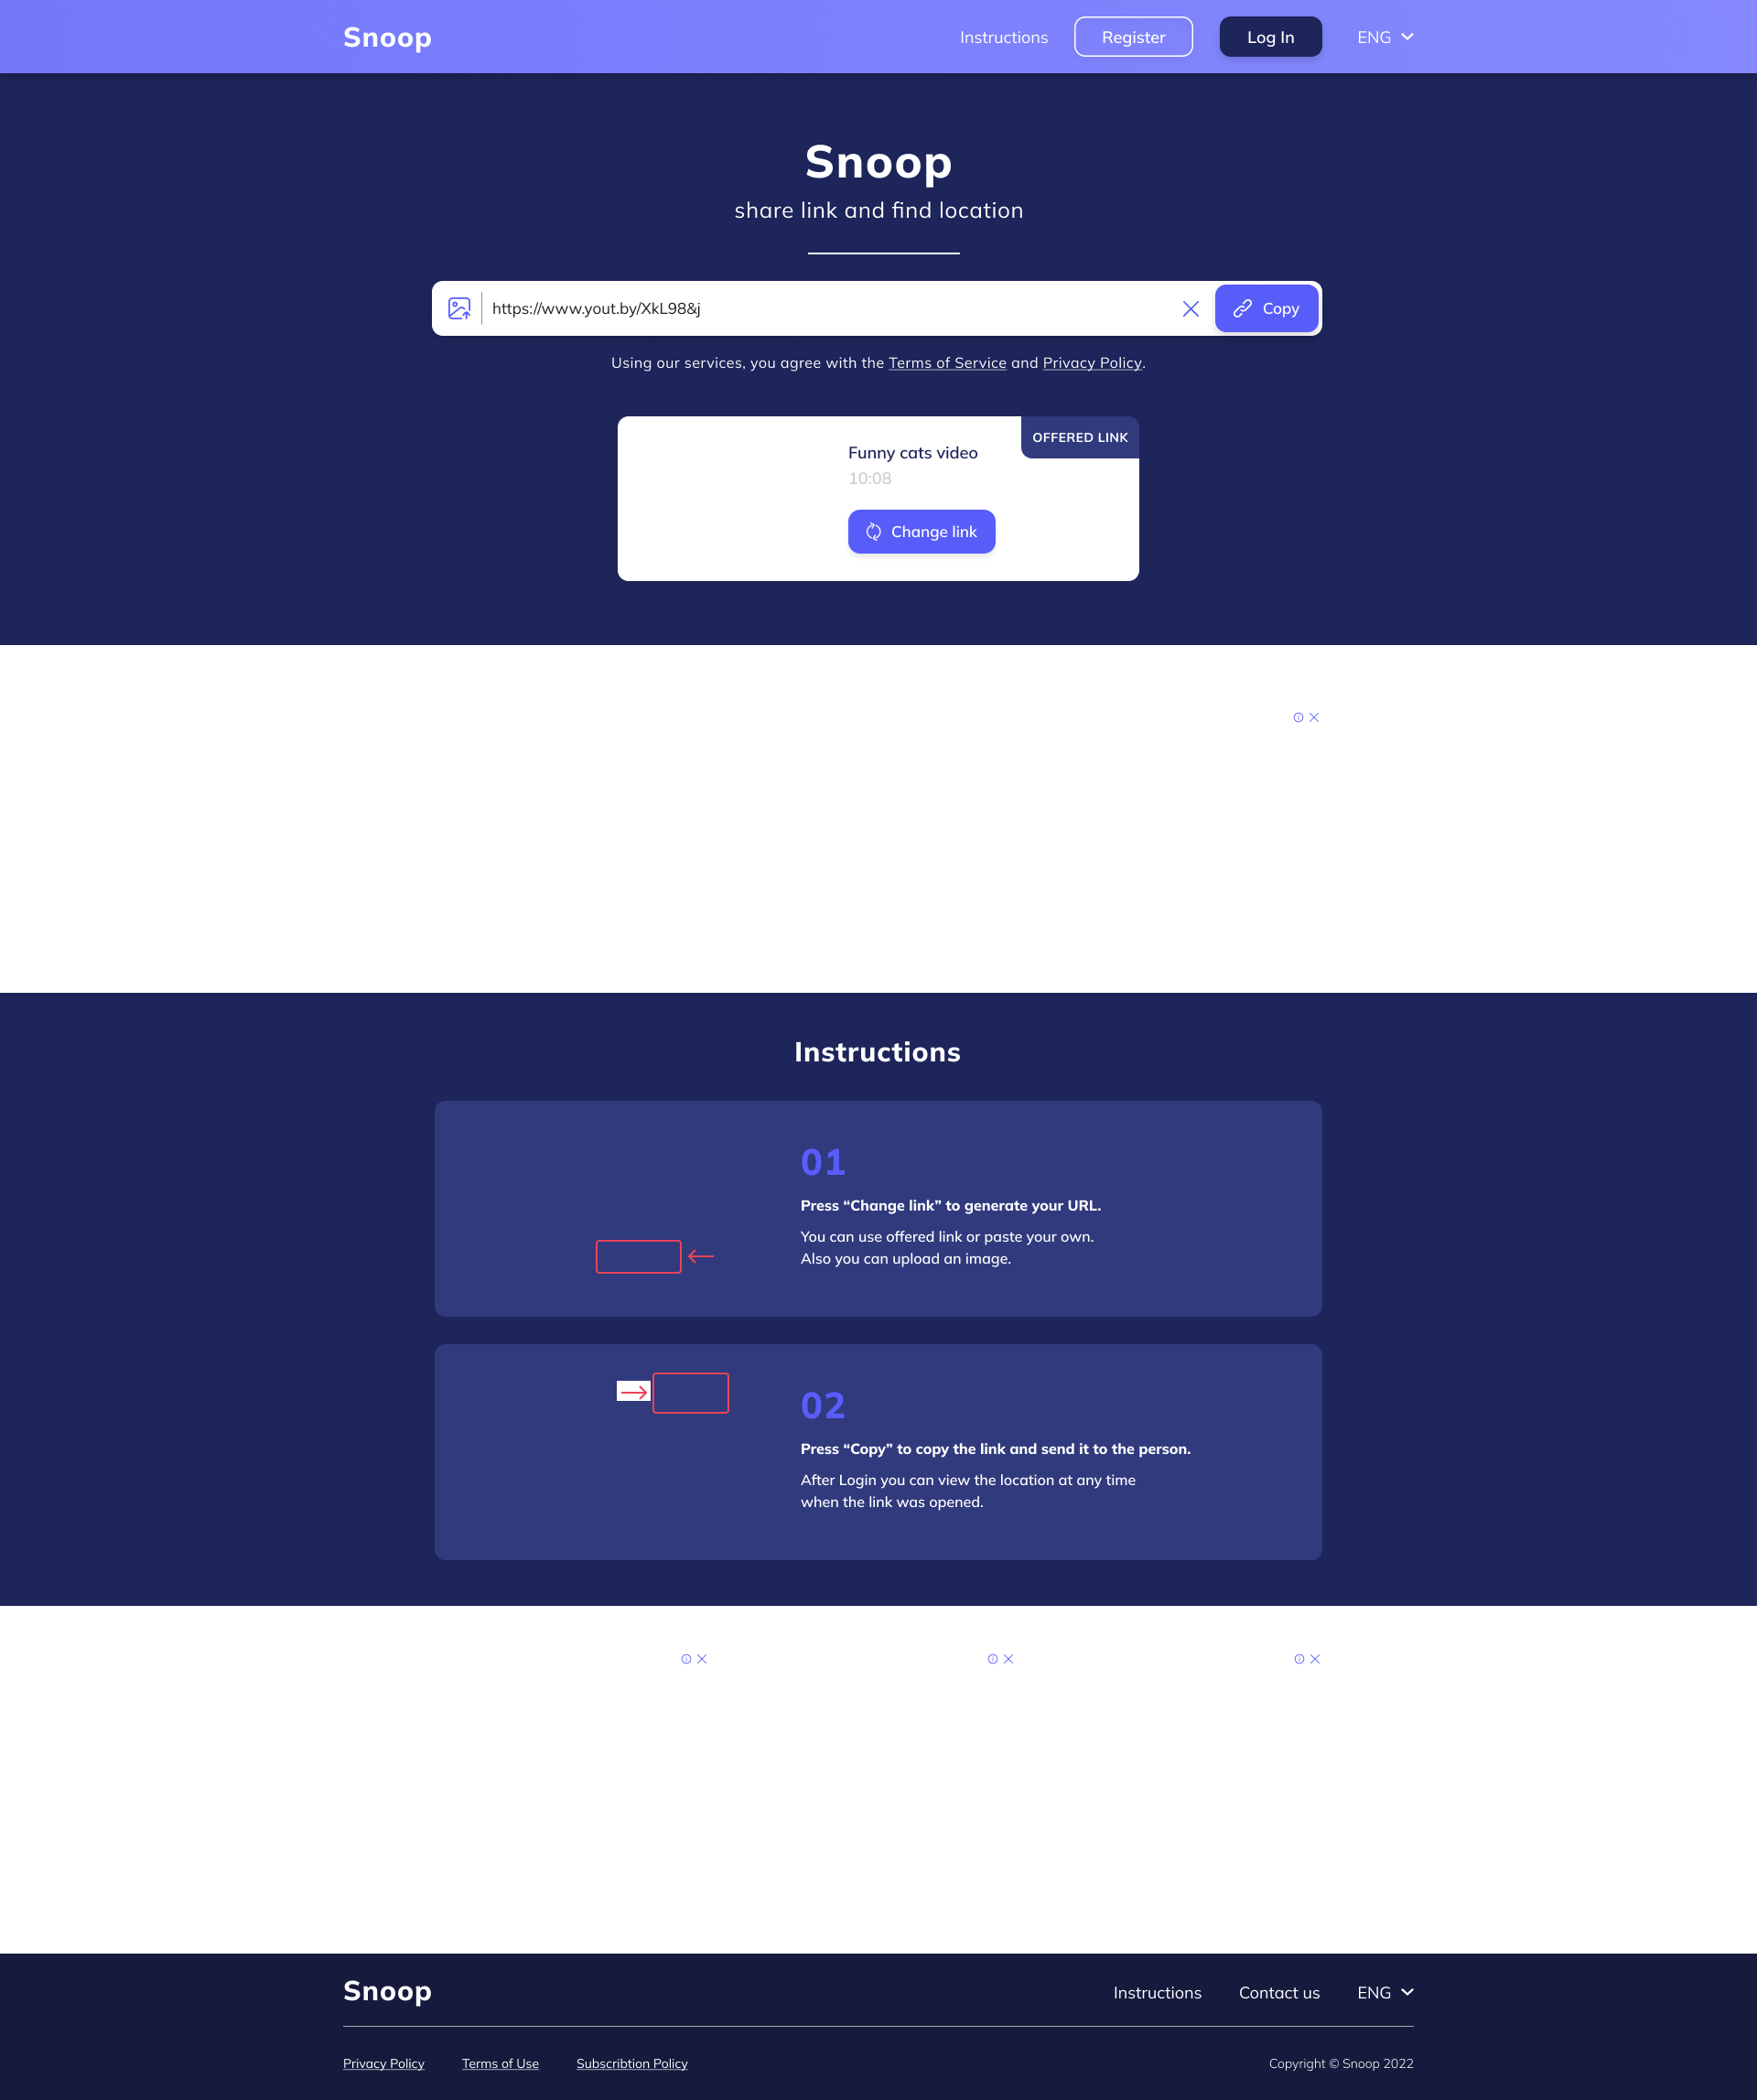 Snoop
Instructions
Register
Log In
ENG
Snoop
share link and find location
https://www.yout.by/XkL98&j
Copy
Using our services, you agree with the Terms of Service and Privacy Policy.
OFFERED LINK
Funny cats video
10:08
Change link
Instructions
01
Press “Change link” to generate your URL.
You can use offered link or paste your own.
Also you can upload an image.
02
Press “Copy” to copy the link and send it to the person.
After Login you can view the location at any time
when the link was opened.
Snoop
Instructions
Contact us
ENG
Privacy Policy
Terms of Use
Subscribtion Policy
Copyright © Snoop 2022